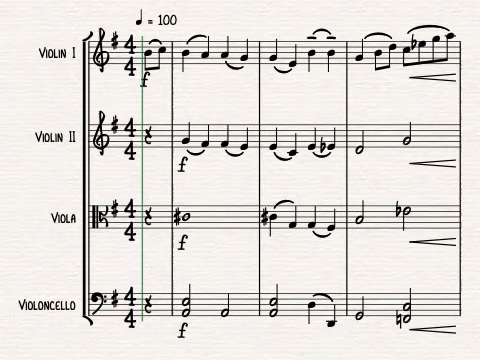 ♩ = 100
Violin I
f
Violin II
f
Viola
f
Violoncello
f